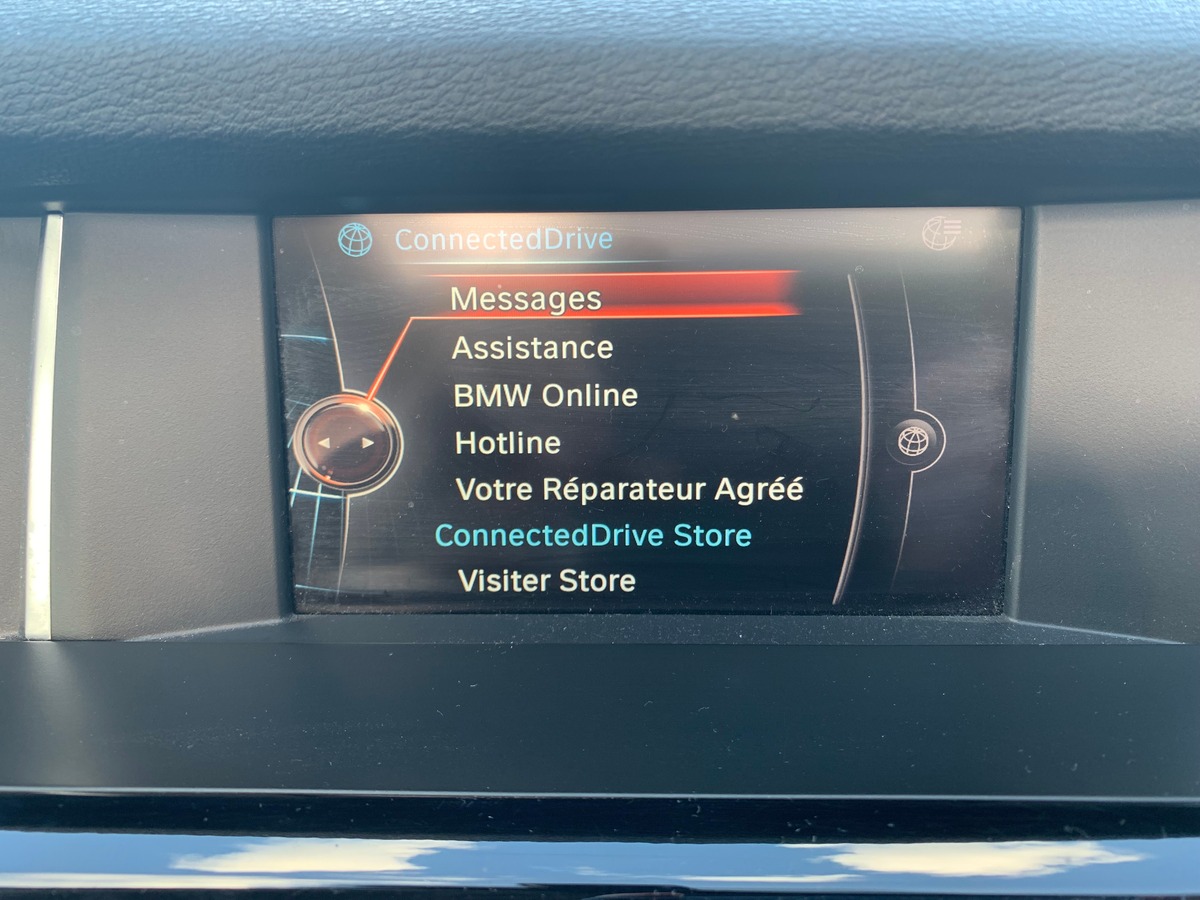 ConnectedDrive
Messages
Assistance
BMW Online
Hotline
Votre Réparateur Agréé
ConnectedDrive Store
Visiter Store